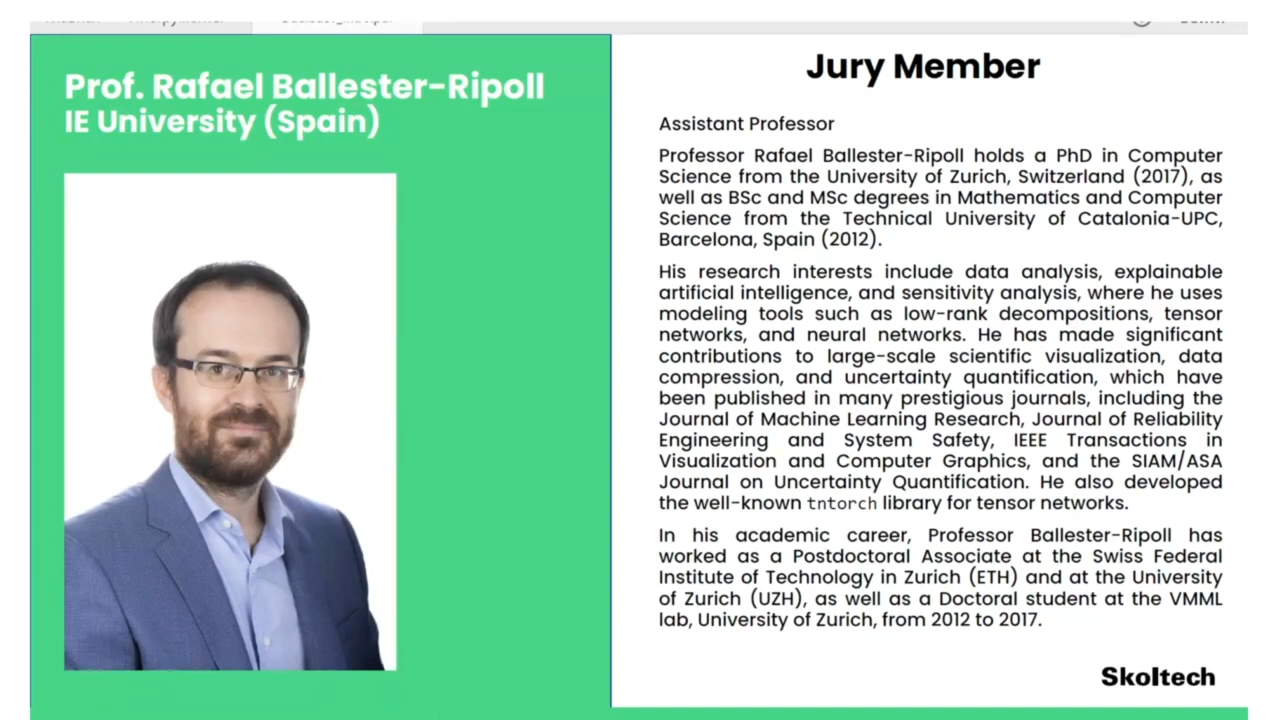 Prof. Rafael Ballester-Ripoll
IE University (Spain)
Jury Member
Assistant Professor
Professor Rafael Ballester-Ripoll holds a PhD in Computer
Science from the University of Zurich, Switzerland (2017), as
well as BSc and MSc degrees in Mathematics and Computer
Science from the Technical University of Catalonia-UPC,
Barcelona, Spain (2012).
His research interests include data analysis, explainable
artificial intelligence, and sensitivity analysis, where he uses
modeling tools such as low-rank decompositions, tensor
networks, and neural networks. He has made significant
contributions to large-scale scientific visualization, data
compression, and uncertainty quantification, which have
been published in many prestigious journals, including the
Journal of Machine Learning Research, Journal of Reliability
Engineering and System Safety, IEEE Transactions in
Visualization and Computer Graphics, and the SIAM/ASA
Journal on Uncertainty Quantification. He also developed
the well-known tntorch library for tensor networks.
In his academic career, Professor Ballester-Ripoll has
worked as a Postdoctoral Associate at the Swiss Federal
Institute of Technology in Zurich (ETH) and at the University
of Zurich (UZH), as well as a Doctoral student at the VMML
lab, University of Zurich, from 2012 to 2017.
Skoltech